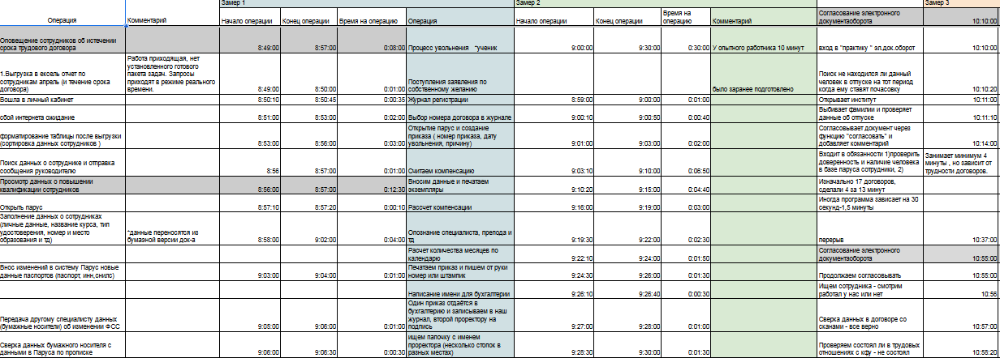 Замер 1
Замер 2
Замер 3
Операция
Комментарий
Начало операции
Конец операции
Время на операцию
Операция
Начало операции
Конец операции
Время на
операцию
Комментарий
Согласование электронного
документаоборота
10:10:00
Оповещение сотрудников об истечении
срока трудового договора
8:49:00
8:57:00
0:08:00
Процесс увольнения *ученик
9:00:00
9:30:00
0:30:00
У опытного работника 10 минут
вход в "практику " эл.док.оборот
10:10:00
1.Выгрузка в ексель отчет по
сотрудникам апрель (и течение срока
договора)
Работа приходящая, нет
установленного готового
пакета задач. Запросы
приходят в режиме реального
времени.
8:49:00
8:50:00
0:01:00
Поступления заявления по
собственному желанию
было заранее подготовлено
Поиск не находился ли данный
человек в отпуске на тот период
когда ему ставят почасовку
10:10:20
Вошла в личный кабинет
8:50:10
8:50:45
0:00:35
Журнал регистрации
8:59:00
9:00:00
0:01:00
Открывает институт
10:11:00
сбой интернета ожидание
8:51:00
8:53:00
0:02:00
Выбор номера договора в журнале
9:00:10
9:00:50
0:00:40
Выбивает фамилии и проверяет
данные об отпуске
10:11:10
форматирование таблицы после выгрузки
(сортировка данных сотрудников )
8:53:00
8:56:00
0:03:00
Открытие парус и создание
приказа ( номер приказа, дату
увольнения, причину)
9:01:00
9:03:00
0:02:00
Согласовывает документ через
функцию "согласовать" и
добавляет комментарий
10:14:00
Поиск данных о сотруднике и отправка
сообщения руководителю
8:56
8:57:00
0:01:00
Считаем компенсацию
9:03:10
9:10:00
0:06:50
Входит в обязанности 1)проверить
доверенность и наличие человека
в базе паруса сотрудники, 2)
Занимает минимум 4
минуты , но зависит от
трудности договоров.
Просмотр данных о повышении
квалификации сотрудников
8:56:00
8:57:00
0:12:30
Вносим данные и печатаем
экземпляры
9:10:20
9:15:00
0:04:40
Изначально 17 договоров,
сделали 4 за 13 минут
Открыть парус
8:57:10
8:57:20
0:00:10
Рассчет компенсации
9:16:00
9:19:00
0:03:00
Иногда программа зависает на 30
секунд-1,5 минуты
Заполнение данных о сотрудниках
(личные данные, название курса, тип
удостоверения, номер и место
образования и тд)
*данные переносятся из
бумазной версии док-а
8:58:00
9:02:00
0:04:00
Опознание специалиста, препода и
тд
9:19:30
9:22:00
0:02:30
перерыв
10:37:00
Расчет количества месяцев по
календарю
9:22:10
9:24:00
0:01:50
Согласование электронного
документаоборота
10:55:00
Внос изменений в систему Парус новые
данные паспортов (паспорт, инн,снилс)
9:03:00
9:04:00
0:01:00
Печатаем приказ и пишем от руки
номер или штампик
9:24:30
9:26:00
0:01:30
Продолжаем согласовывать
10:55:00
Написание имени для бухгалтерии
9:26:10
9:26:40
0:00:30
Ищем сотрудника - смотрим
работал у нас или нет
10:56
Передача другому специалисту данных
(бумажные носители) об изменении ФСС
9:05:00
9:06:00
0:01:00
Один приказ отдаётся в
бухгалтерию и записываем в наш
журнал, второй проректору на
подпись
9:27:00
9:28:00
0:01:00
Сверка данных в договоре со
сканами - все верно
10:57:00
Сверка данных бумажного носителя с
данными в Паруса по прописке
9:06:00
9:06:30
0:00:30
ищем папочку с именем
проректора (несколько стопок в
разных местах)
9:28:30
9:30:00
0:01:30
Проверяем состоял ли в трудовых
отношениях с кфу - не состоял
10:58:20